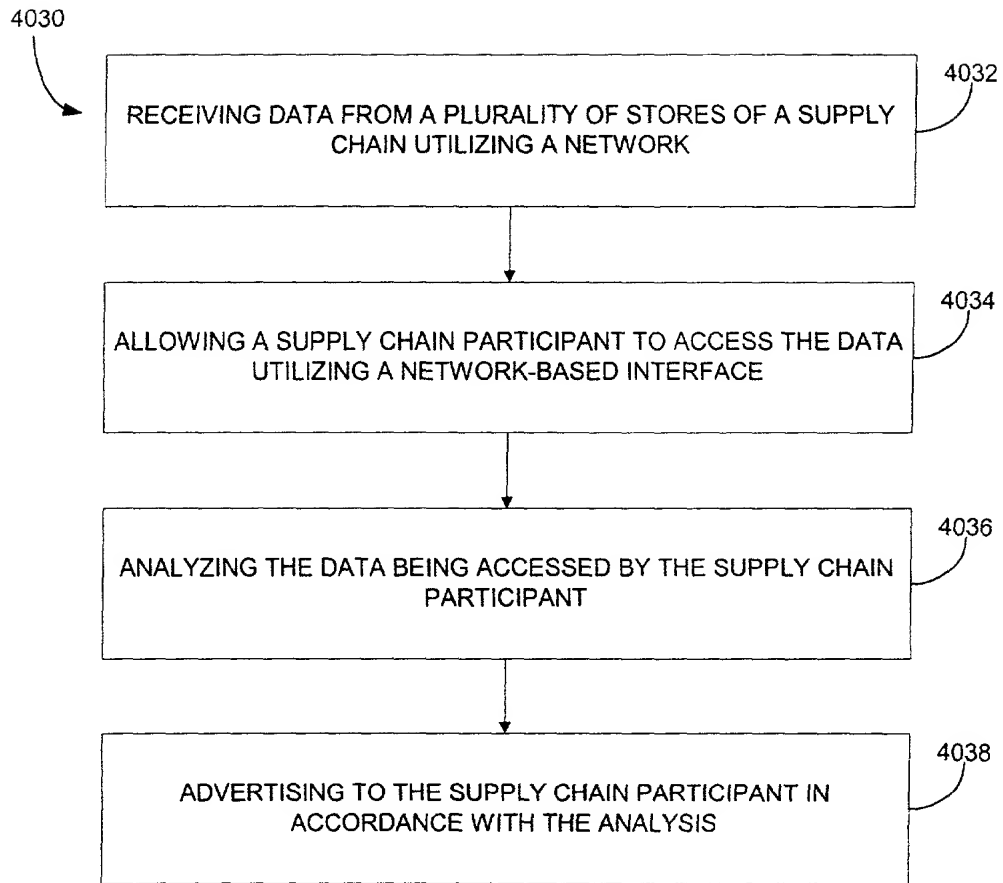 4030
4032
RECEIVING DATA FROM A PLURALITY OF STORES OF A SUPPLY
CHAIN UTILIZING A NETWORK
4034
ALLOWING A SUPPLY CHAIN PARTICIPANT TO ACCESS THE DATA
UTILIZING A NETWORK-BASED INTERFACE
4036
ANALYZING THE DATA BEING ACCESSED BY THE SUPPLY CHAIN
PARTICIPANT
4038
ADVERTISING TO THE SUPPLY CHAIN PARTICIPANT IN
ACCORDANCE WITH THE ANALYSIS